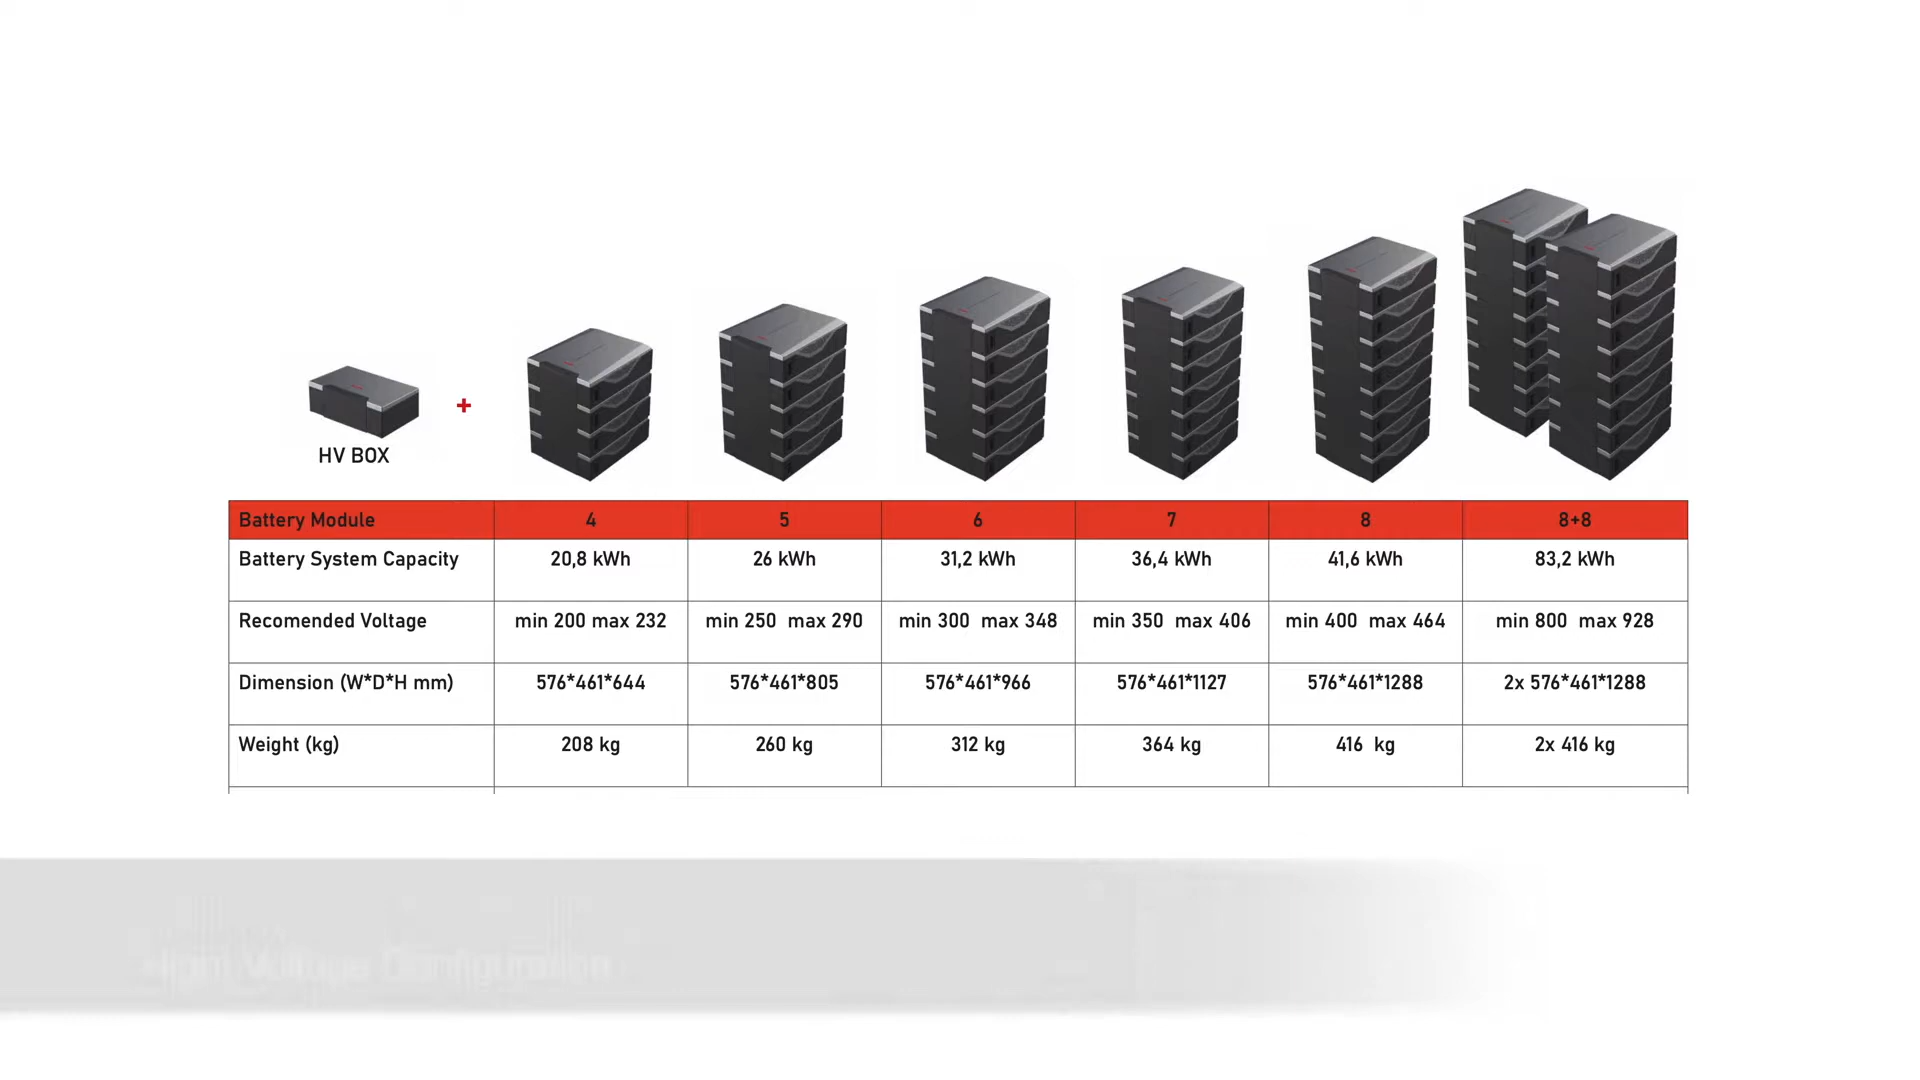 HV BOX
+
Battery Module 4 5 6 7 8 8+8
Battery System Capacity 20,8 kWh 26 kWh 31,2 kWh 36,4 kWh 41,6 kWh 83,2 kWh
Recomended Voltage min 200 max 232 min 250 max 290 min 300 max 348 min 350 max 406 min 400 max 464 min 800 max 928
Dimension (W*D*H mm) 576*461*644 576*461*805 576*461*966 576*461*1127 576*461*1288 2x 576*461*1288
Weight (kg) 208 kg 260 kg 312 kg 364 kg 416 kg 2x 416 kg
Voltage Configuration